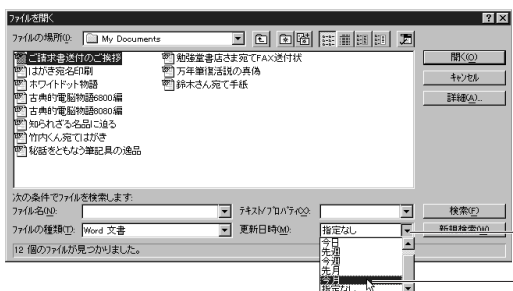 ファイルを開く
ファイルの場所(I): My Documents
ご請求書送付のご挨拶
はがき宛名印刷
ホワイトドット物語
古典的電脳物語6800編
古典的電脳物語8000編
知られざる名品に迫る
竹内くん宛てはがき
秘話をともなう筆記具の逸品
勉強堂書店さま宛てFAX送付状
万年筆復活説の真偽
鈴木さん宛て手紙
開く(O)
キャンセル
詳細(A)...
次の条件でファイルを検索します:
ファイル名(N):
テキスト/プロパティ(X):
検索(F)
ファイルの種類(T): Word 文書
更新日時(M): 指定なし
新規検索(W)
12 個のファイルが見つかりました。
今日
先週
今週
先月
今月
指定なし